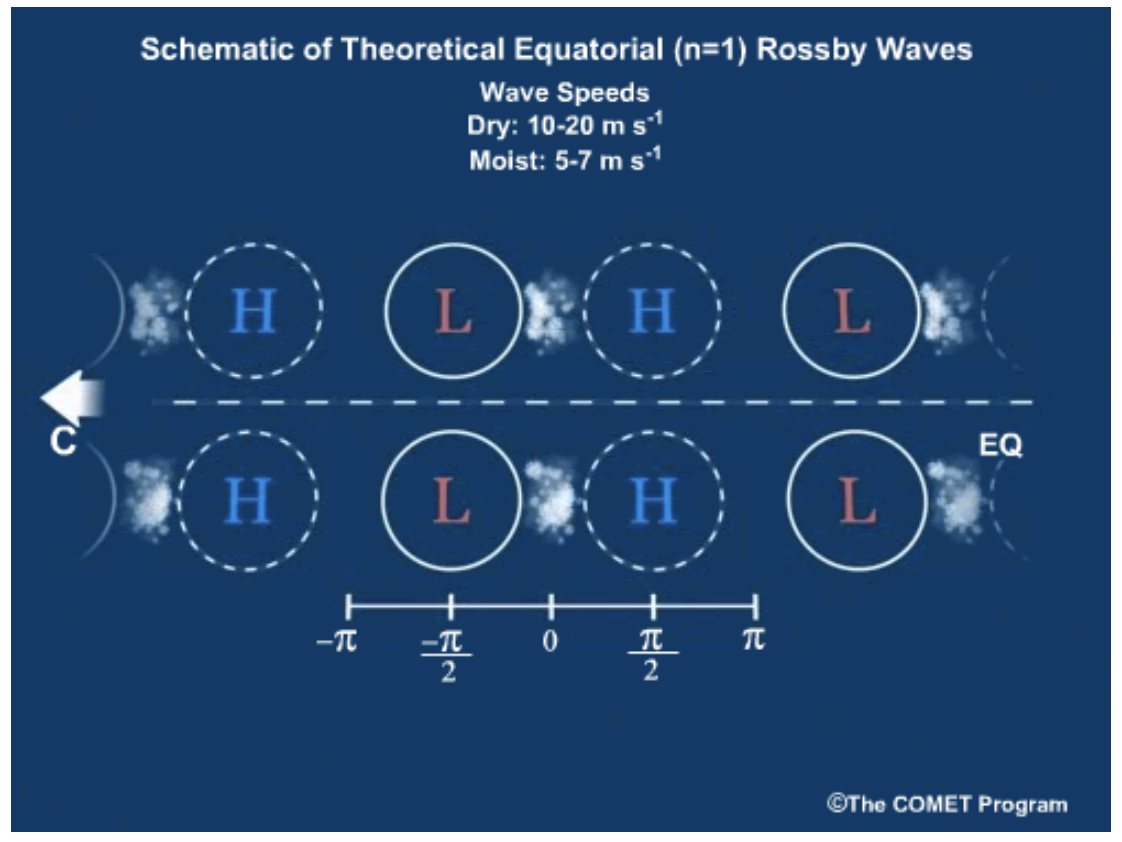 Schematic of Theoretical Equatorial (n=1) Rossby Waves
Wave Speeds
Dry: 10-20 m s⁻¹
Moist: 5-7 m s⁻¹
H L H L
C EQ
H L H L
−π −π/2 0 π/2 π
©The COMET Program